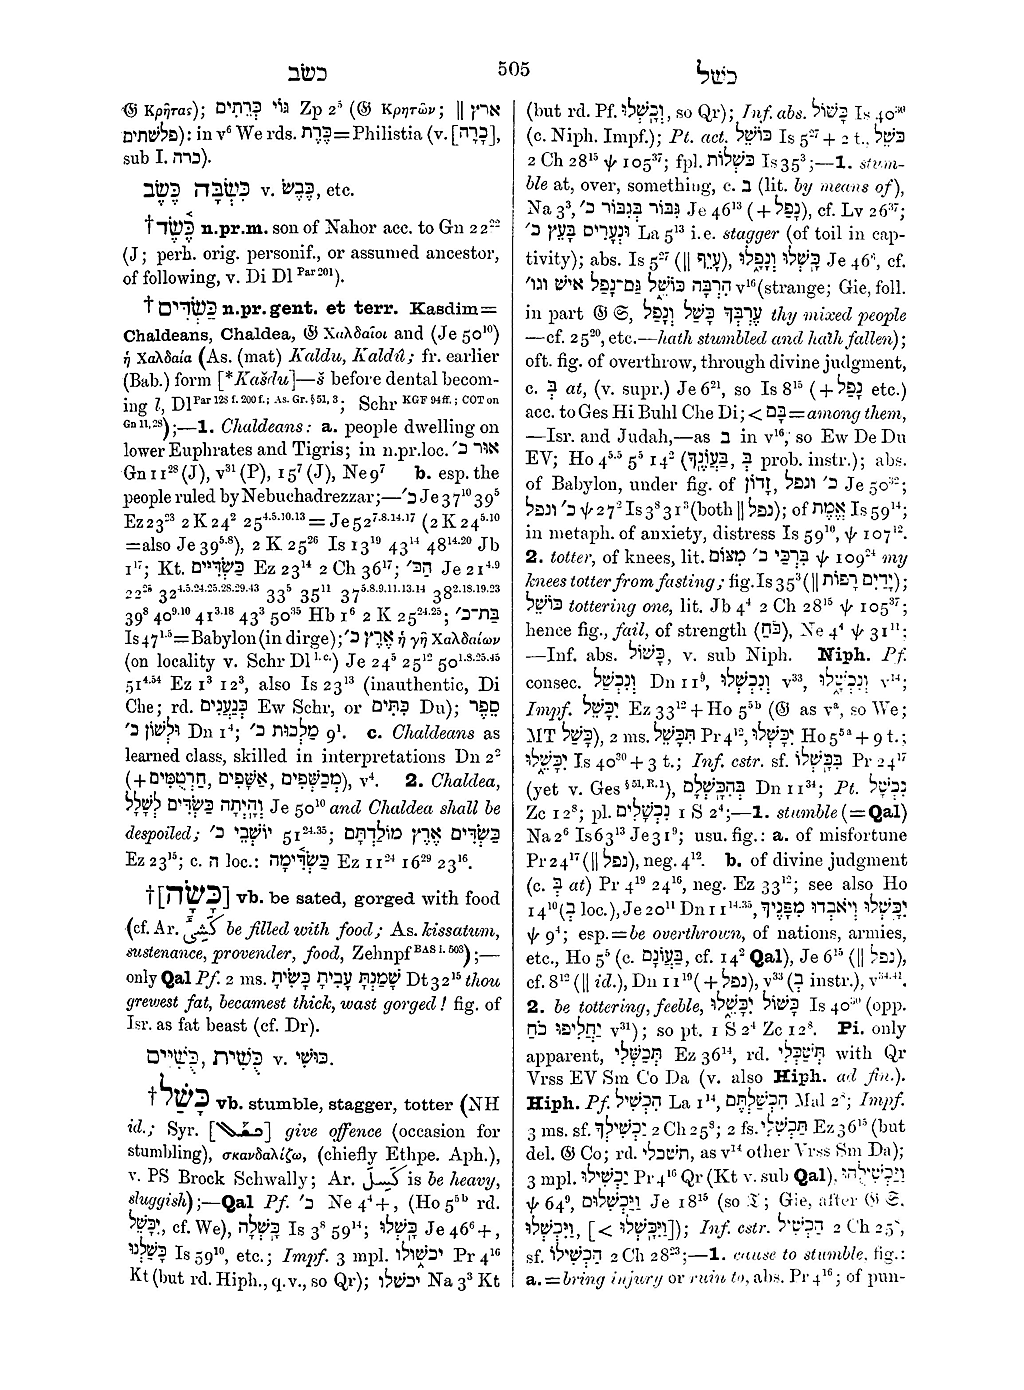 כשׂב
505
כשׁל
𝔊 Κρῆτας); גּוֹי כְּרֵתִים Zp 2⁵ (𝔊 Κρητῶν; ‖ ארץ
פלשׁתים): in v⁶ We rds. כְּרֵת=Philistia (v. [כָּרָה],
sub I. כרה).
כֶּשֶׂב, כִּשְׂבָּה v. כֶּבֶשׂ, etc.
†כֶּשֶׂד n.pr.m. son of Nahor acc. to Gn 22²²
(J; perh. orig. personif., or assumed ancestor,
of following, v. Di Dl Par 201).
†כַּשְׂדִּים n.pr.gent. et terr. Kasdim=
Chaldeans, Chaldea, 𝔊 Χαλδαῖοι and (Je 50¹⁰)
ἡ Χαλδαία (As. (mat) Kaldu, Kaldû; fr. earlier
(Bab.) form [*Kašdu]—š before dental becom-
ing l, Dl Par 128 f. 200 f.; As. Gr. § 51, 3; Schr KGF 94ff.; COT on
Gn 11, 28);—1. Chaldeans: a. people dwelling on
lower Euphrates and Tigris; in n.pr.loc. אור כ׳
Gn 11²⁸ (J), v³¹ (P), 15⁷ (J), Ne 9⁷ b. esp. the
people ruled by Nebuchadrezzar;—כ׳ Je 37¹⁰ 39⁵
Ez 23²³ 2 K 24² 25⁴·⁵·¹⁰·¹³=Je 52⁷·⁸·¹⁴·¹⁷ (2 K 24⁵·¹⁰
=also Je 39⁵·⁸), 2 K 25²⁶ Is 13¹⁹ 43¹⁴ 48¹⁴·²⁰ Jb
1¹⁷; Kt. כַּשְׂדִּיים Ez 23¹⁴ 2 Ch 36¹⁷; הַכּ׳ Je 21⁴·⁹
22²⁵ 32⁴·⁵·²⁴·²⁵·²⁸·²⁹·⁴³ 33⁵ 35¹¹ 37⁵·⁸·⁹·¹¹·¹³·¹⁴ 38²·¹⁸·¹⁹·²³
39⁸ 40⁹·¹⁰ 41³·¹⁸ 43³ 50³⁵ Hb 1⁶ 2 K 25²⁴·²⁵; בַּת־כ׳
Is 47¹·⁵=Babylon (in dirge); אֶרֶץ כ׳ ἡ γῆ Χαλδαίων
(on locality v. Schr Dl l. c.) Je 24⁵ 25¹² 50¹·⁸·²⁵·⁴⁵
51⁴·⁵⁴ Ez 1³ 12³, also Is 23¹³ (inauthentic, Di
Che; rd. כְּנַעֲנִים Ew Schr, or כִּתִּים Du); סֵפֶר
וּלְשׁוֹן כ׳ Dn 1⁴; מַלְכוּת כ׳ 9¹. c. Chaldeans as
learned class, skilled in interpretations Dn 2²
(+חַרְטֻמִּים, אַשָּׁפִים, מְכַשְּׁפִים), v⁴. 2. Chaldea,
וְהָיְתָה כַשְׂדִּים לְשָׁלָל Je 50¹⁰ and Chaldea shall be
despoiled; יוֹשְׁבֵי כ׳ 51²⁴·³⁵; כַּשְׂדִּים אֶרֶץ מוֹלַדְתָּם
Ez 23¹⁵; c. ה loc.: כַּשְׂדִּימָה Ez 11²⁴ 16²⁹ 23¹⁶.
†[כָּשָׂה] vb. be sated, gorged with food
(cf. Ar. be filled with food; As. kissatum,
sustenance, provender, food, Zehnpf BAS I. 503);—
only Qal Pf. 2 ms. שָׁמַנְתָּ עָבִיתָ כָּשִׂיתָ Dt 32¹⁵ thou
grewest fat, becamest thick, wast gorged! fig. of
Isr. as fat beast (cf. Dr).
כֻּשִׁית, כֻּשִׁיִּים v. כּוּשִׁי.
†כָּשַׁל vb. stumble, stagger, totter (NH
id.; Syr. [ ] give offence (occasion for
stumbling), σκανδαλίζω, (chiefly Ethpe. Aph.),
v. PS Brock Schwally; Ar. كَسِلَ is be heavy,
sluggish);—Qal Pf. כ׳ Ne 4⁴+, (Ho 5⁵ᵇ rd.
יִכָּשֵׁל, cf. We), כָּשְׁלָה Is 3⁸ 59¹⁴; כָּשְׁלוּ Je 46⁶+,
כָּשַׁלְנוּ Is 59¹⁰, etc.; Impf. 3 mpl. יכשׁולו Pr 4¹⁶
Kt (but rd. Hiph., q.v., so Qr); יכשלו Na 3³ Kt
(but rd. Pf. וְכָשְׁלוּ, so Qr); Inf. abs. כָּשׁוֹל Is 40³⁰
(c. Niph. Impf.); Pt. act. כּוֹשֵׁל Is 5²⁷+2 t., כּשֵׁל
2 Ch 28¹⁵ ψ 105³⁷; fpl. כּשְׁלוֹת Is 35³;—1. stum-
ble at, over, something, c. ב (lit. by means of),
Na 3³, גִּבּוֹר בְּגִבּוֹר כ׳ Je 46¹² (+נפל), cf. Lv 26³⁷;
וּנְעָרִים בָּעֵץ כ׳ La 5¹³ i.e. stagger (of toil in cap-
tivity); abs. Is 5²⁷ (‖ עָיֵף), כָּשְׁלוּ וְנָפָלוּ Je 46⁶, cf.
הִרְבָּה כּוֹשֵׁל גַּם־נָפַל אישׁ וגו׳ v¹⁶ (strange; Gie, foll.
in part 𝔊 𝔖, עֶרְבְּךָ כָּשַׁל וְנָפַל thy mixed people
—cf. 25²⁰, etc.—hath stumbled and hath fallen);
oft. fig. of overthrow, through divine judgment,
c. בְּ at, (v. supr.) Je 6²¹, so Is 8¹⁵ (+נָפַל etc.)
acc. to Ges Hi Buhl Che Di; < בָּם=among them,
—Isr. and Judah,—as ב in v¹⁶, so Ew De Du
EV; Ho 4⁵·⁵ 5⁵ 14² (בַּעֲוֹנֶךָ, בְּ prob. instr.); abs.
of Babylon, under fig. of זָדוֹן, כ׳ ונפל Je 50³²;
כ׳ ונפל ψ 27² Is 3⁸ 31³ (both ‖ נפל); of אֱמֶת Is 59¹⁴;
in metaph. of anxiety, distress Is 59¹⁰, ψ 107¹².
2. totter, of knees, lit. בִּרְכַּי כ׳ מִצּוֹם ψ 109²⁴ my
knees totter from fasting; fig. Is 35³ (‖ יָדַיִם רָפוֹת);
כּוֹשֵׁל tottering one, lit. Jb 4⁴ 2 Ch 28¹⁵ ψ 105³⁷;
hence fig., fail, of strength (כֹּחַ), Ne 4⁴ ψ 31¹¹;
—Inf. abs. כָּשׁוֹל, v. sub Niph. Niph. Pf.
consec. וְנִכְשַׁל Dn 11⁹, וְנִכְשְׁלוּ v³³, וְנִכְשָׁלוּ v¹⁴;
Impf. יִכָּשֵׁל Ez 33¹²+Ho 5⁵ᵇ (𝔊 as vᵃ, so We;
MT כָּשַׁל), 2 ms. תִּכָּשֵׁל Pr 4¹², יִכָּשְׁלוּ Ho 5⁵ᵃ+9 t.;
יִכָּשֵׁלוּ Is 40³⁰+3 t.; Inf. cstr. sf. בִּכָּשְׁלוֹ Pr 24¹⁷
(yet v. Ges § 51, R. 1), בְּהִכָּשְׁלָם Dn 11³⁴; Pt. נִכְשָׁל
Zc 12⁸; pl. נִכְשָׁלִים 1 S 2⁴;—1. stumble (=Qal)
Na 2⁶ Is 63¹³ Je 31⁹; usu. fig.: a. of misfortune
Pr 24¹⁷ (‖ נפל), neg. 4¹². b. of divine judgment
(c. בְּ at) Pr 4¹⁹ 24¹⁶, neg. Ez 33¹²; see also Ho
14¹⁰ (בְּ loc.), Je 20¹¹ Dn 11¹⁴·³⁵, יִכָּשְׁלוּ וְיֹאבְדוּ מִפָּנֶיךָ
ψ 9⁴; esp.=be overthrown, of nations, armies,
etc., Ho 5⁵ (c. בַּעֲוֹנָם, cf. 14² Qal), Je 6¹⁵ (‖ נפל),
cf. 8¹² (‖ id.), Dn 11¹⁹ (+נפל), v³³ (בְּ instr.), v³⁴·⁴¹.
2. be tottering, feeble, כָּשׁוֹל יִכָּשֵׁלוּ Is 40³⁰ (opp.
יַחֲלִיפוּ כֹחַ v³¹); so pt. 1 S 2⁴ Zc 12⁸. Pi. only
apparent, תְּכַשְּׁלִי Ez 36¹⁴, rd. תְּשַׁכְּלִי with Qr
Vrss EV Sm Co Da (v. also Hiph. ad fin.).
Hiph. Pf. הִכְשִׁיל La 1¹⁴, הִכְשַׁלְתֶּם Mal 2⁸; Impf.
3 ms. sf. יַכְשִׁילְךָ 2 Ch 25⁸; 2 fs. תַּכְשִׁלִי Ez 36¹⁵ (but
del. 𝔊 Co; rd. תשכלי, as v¹⁴ other Vrss Sm Da);
3 mpl. יַכְשִׁילוּ Pr 4¹⁶ Qr (Kt v. sub Qal), וַיַּכְשִׁילֻהוּ
ψ 64⁹, וַיַּכְשִׁלוּם Je 18¹⁵ (so 𝔗; Gie, after 𝔊 𝔖.
וַיִּכָּשְׁלוּ, [< וַיִּכָּשְׁלוּ]); Inf. cstr. הַכְשִׁיל 2 Ch 25⁸,
sf. הַכְשִׁילוֹ 2 Ch 28²³;—1. cause to stumble, fig.:
a.=bring injury or ruin to, abs. Pr 4¹⁶; of pun-